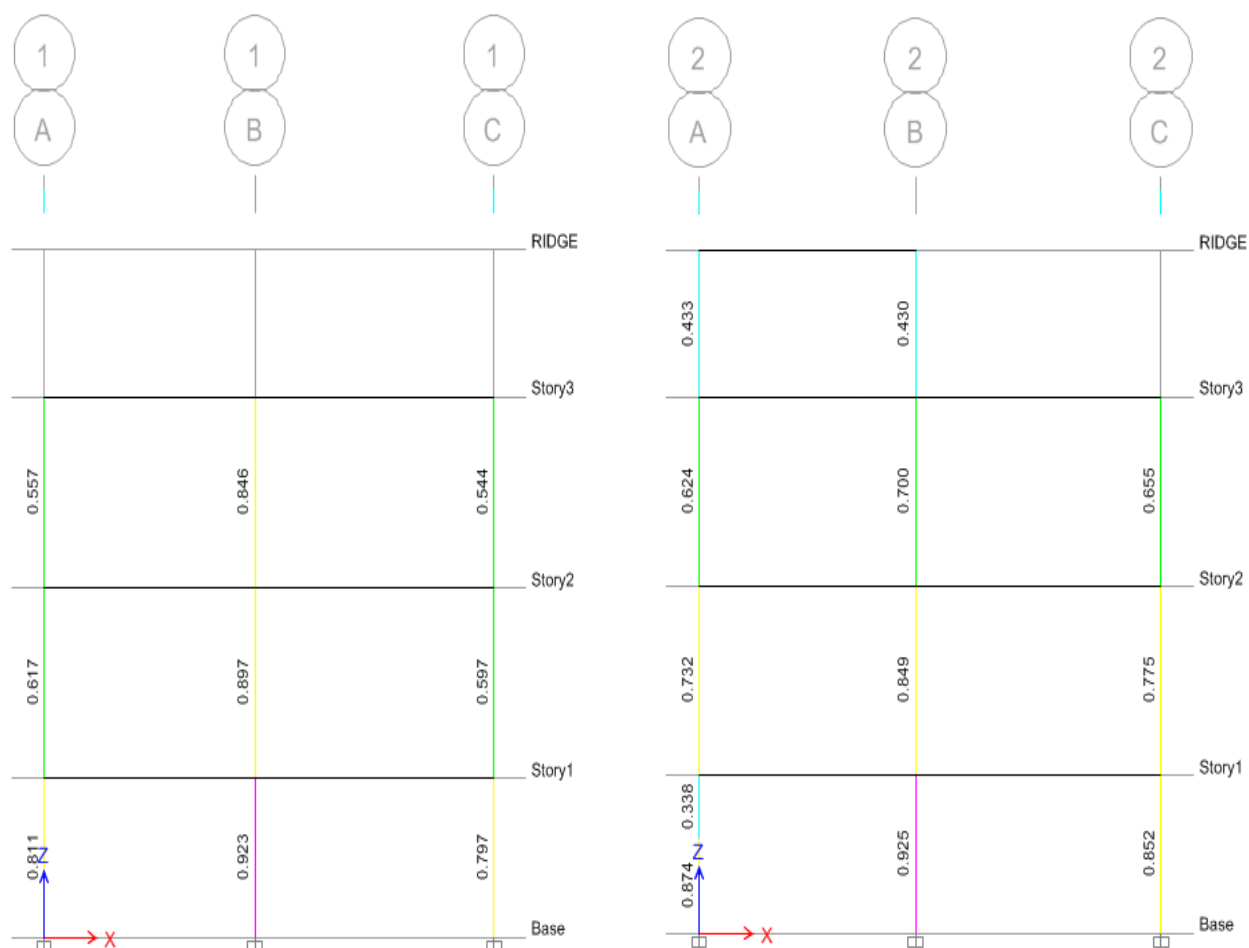 1 1 1
A B C
RIDGE
Story3
0.557 0.846 0.544
Story2
0.617 0.897 0.597
Story1
0.811 0.923 0.797
Z
X
Base
2 2 2
A B C
RIDGE
0.433 0.430
Story3
0.624 0.700 0.655
Story2
0.732 0.849 0.775
Story1
0.338
0.874 0.925 0.852
Z
X
Base